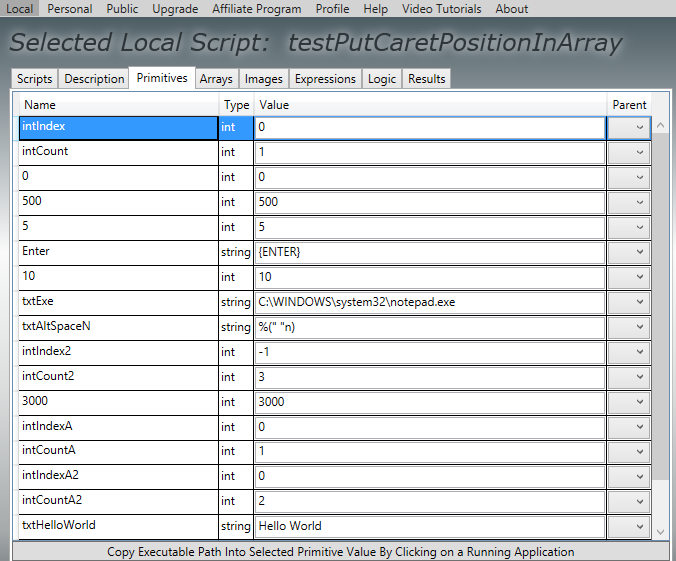 Local Personal Public Upgrade Affiliate Program Profile Help Video Tutorials About
Selected Local Script: testPutCaretPositionInArray
Scripts Description Primitives Arrays Images Expressions Logic Results
Name Type Value Parent
intIndex int 0
intCount int 1
0 int 0
500 int 500
5 int 5
Enter string {ENTER}
10 int 10
txtExe string C:\WINDOWS\system32\notepad.exe
txtAltSpaceN string %(" "n)
intIndex2 int -1
intCount2 int 3
3000 int 3000
intIndexA int 0
intCountA int 1
intIndexA2 int 0
intCountA2 int 2
txtHelloWorld string Hello World
Copy Executable Path Into Selected Primitive Value By Clicking on a Running Application